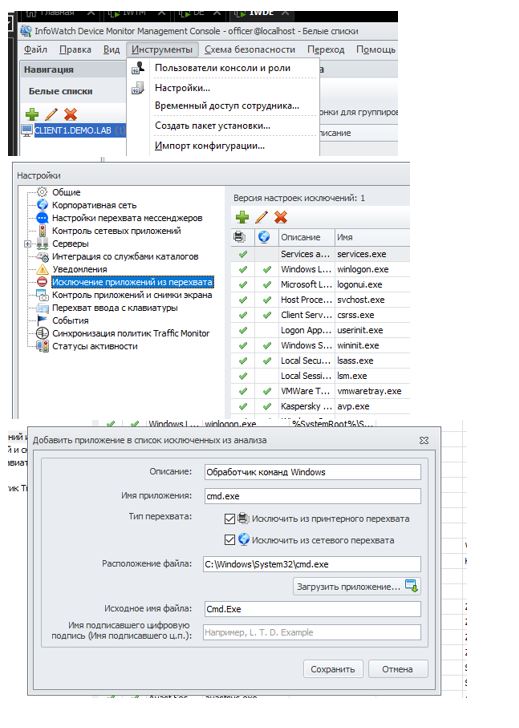 Главная
IWTM
DE
IWDE
InfoWatch Device Monitor Management Console - officer@localhost - Белые списки
Файл Правка Вид Инструменты Схема безопасности Переход Помощь
Навигация
Белые списки
CLIENT1.DEMO.LAB
Пользователи консоли и роли
Настройки...
Временный доступ сотрудника...
Создать пакет установки...
Импорт конфигурации...
Настройки
Общие
Корпоративная сеть
Настройки перехвата мессенджеров
Контроль сетевых приложений
Серверы
Интеграция со службами каталогов
Уведомления
Исключение приложений из перехвата
Контроль приложений и снимки экрана
Перехват ввода с клавиатуры
События
Синхронизация политик Traffic Monitor
Статусы активности
Версия настроек исключений: 1
Описание Имя
Services a... services.exe
Windows L... winlogon.exe
Microsoft L... logonui.exe
Host Proce... svchost.exe
Client Serv... csrss.exe
Logon App... userinit.exe
Windows S... wininit.exe
Local Secu... lsass.exe
Local Sessi... lsm.exe
VMWare T... vmwaretray.exe
Kaspersky ... avp.exe
Windows L... winlogon.exe %SystemRoot%\S...
Добавить приложение в список исключенных из анализа
Описание: Обработчик команд Windows
Имя приложения: cmd.exe
Тип перехвата: Исключить из принтерного перехвата
Исключить из сетевого перехвата
Расположение файла: C:\Windows\System32\cmd.exe
Загрузить приложение...
Исходное имя файла: Cmd.Exe
Имя подписавшего цифровую
подпись (Имя подписавшего ц.п.): Например, L. T. D. Example
Сохранить Отмена